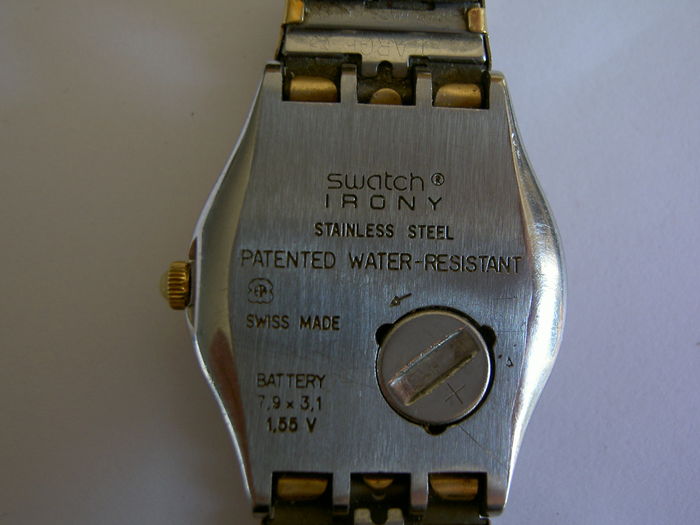 swatch®
IRONY
STAINLESS STEEL
PATENTED WATER-RESISTANT
SWISS MADE
BATTERY
7,9 x 3,1
1,55 V
+